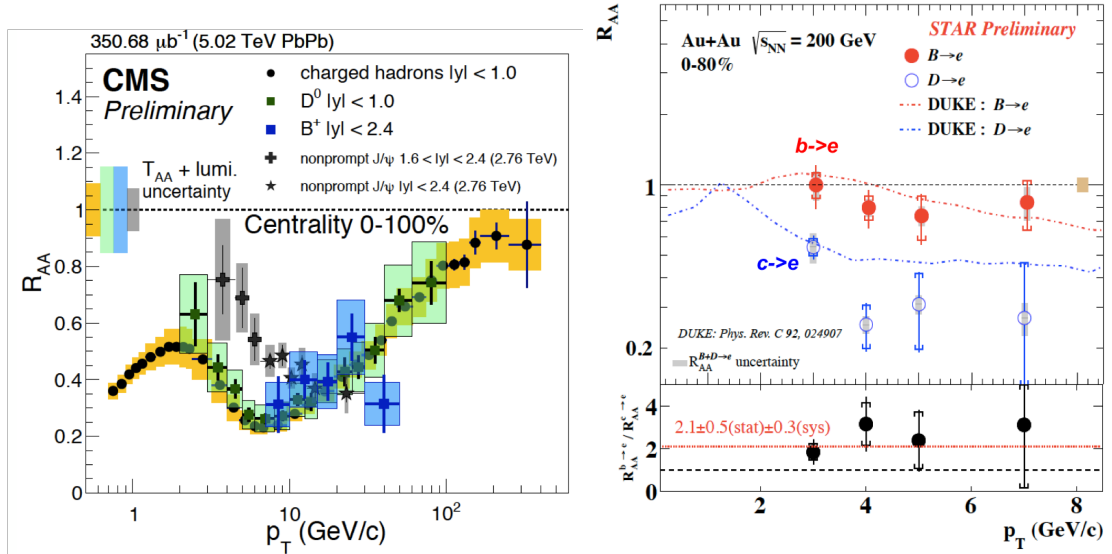 350.68 μb⁻¹ (5.02 TeV PbPb)
CMS
Preliminary
charged hadrons |y| < 1.0
D⁰ |y| < 1.0
B⁺ |y| < 2.4
nonprompt J/ψ 1.6 < |y| < 2.4 (2.76 TeV)
nonprompt J/ψ |y| < 2.4 (2.76 TeV)
T_AA + lumi.
uncertainty
Centrality 0-100%
R_AA
1.4
1.2
1
0.8
0.6
0.4
0.2
0
1
10
10²
p_T (GeV/c)
R_AA
Au+Au √s_NN = 200 GeV
0-80%
STAR Preliminary
B→e
D→e
DUKE : B→e
DUKE : D→e
b->e
c->e
1
0.2
DUKE: Phys. Rev. C 92, 024907
R_AA^B+D→e uncertainty
R_AA^b→e / R_AA^c→e
4
2
0
2.1±0.5(stat)±0.3(sys)
2
4
6
8
p_T (GeV/c)